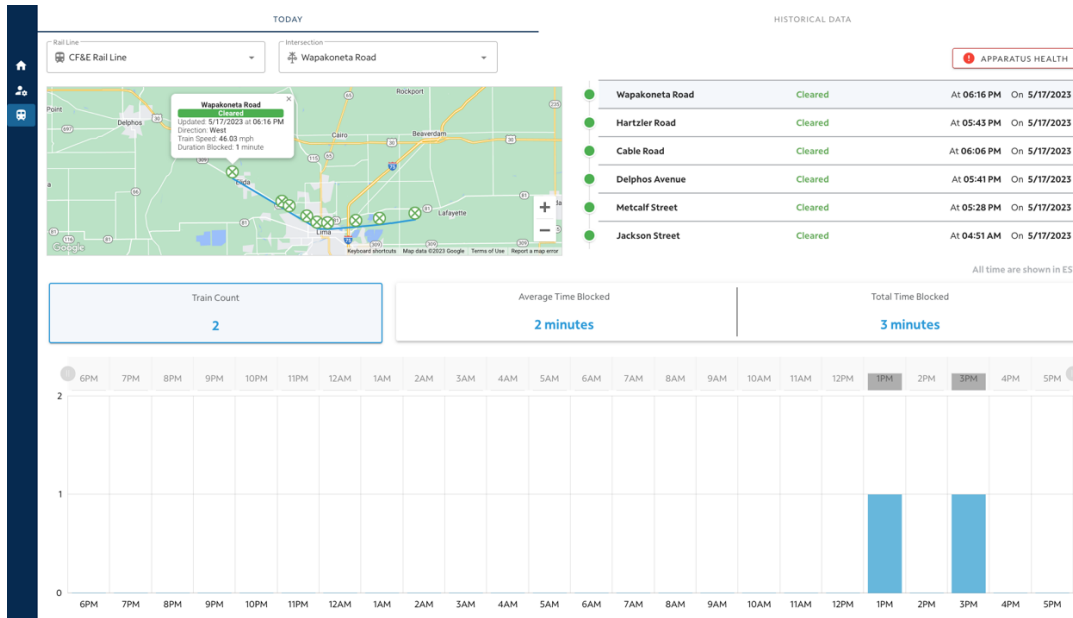 TODAY
HISTORICAL DATA
Rail Line
CF&E Rail Line
Intersection
Wapakoneta Road
APPARATUS HEALTH
Wapakoneta Road
Cleared
Updated: 5/17/2023 at 06:16 PM
Direction: West
Train Speed: 46.03 mph
Duration Blocked: 1 minute
Point
Delphos
Rockport
Cairo
Beaverdam
Elida
Lima
Lafayette
Google
Keyboard shortcuts Map data ©2023 Google Terms of Use Report a map error
Wapakoneta Road Cleared At 06:16 PM On 5/17/2023
Hartzler Road Cleared At 05:43 PM On 5/17/2023
Cable Road Cleared At 06:06 PM On 5/17/2023
Delphos Avenue Cleared At 05:41 PM On 5/17/2023
Metcalf Street Cleared At 05:28 PM On 5/17/2023
Jackson Street Cleared At 04:51 AM On 5/17/2023
All time are shown in ES
Train Count
2
Average Time Blocked
2 minutes
Total Time Blocked
3 minutes
6PM 7PM 8PM 9PM 10PM 11PM 12AM 1AM 2AM 3AM 4AM 5AM 6AM 7AM 8AM 9AM 10AM 11AM 12PM 1PM 2PM 3PM 4PM 5PM
2
1
0
6PM 7PM 8PM 9PM 10PM 11PM 12AM 1AM 2AM 3AM 4AM 5AM 6AM 7AM 8AM 9AM 10AM 11AM 12PM 1PM 2PM 3PM 4PM 5PM